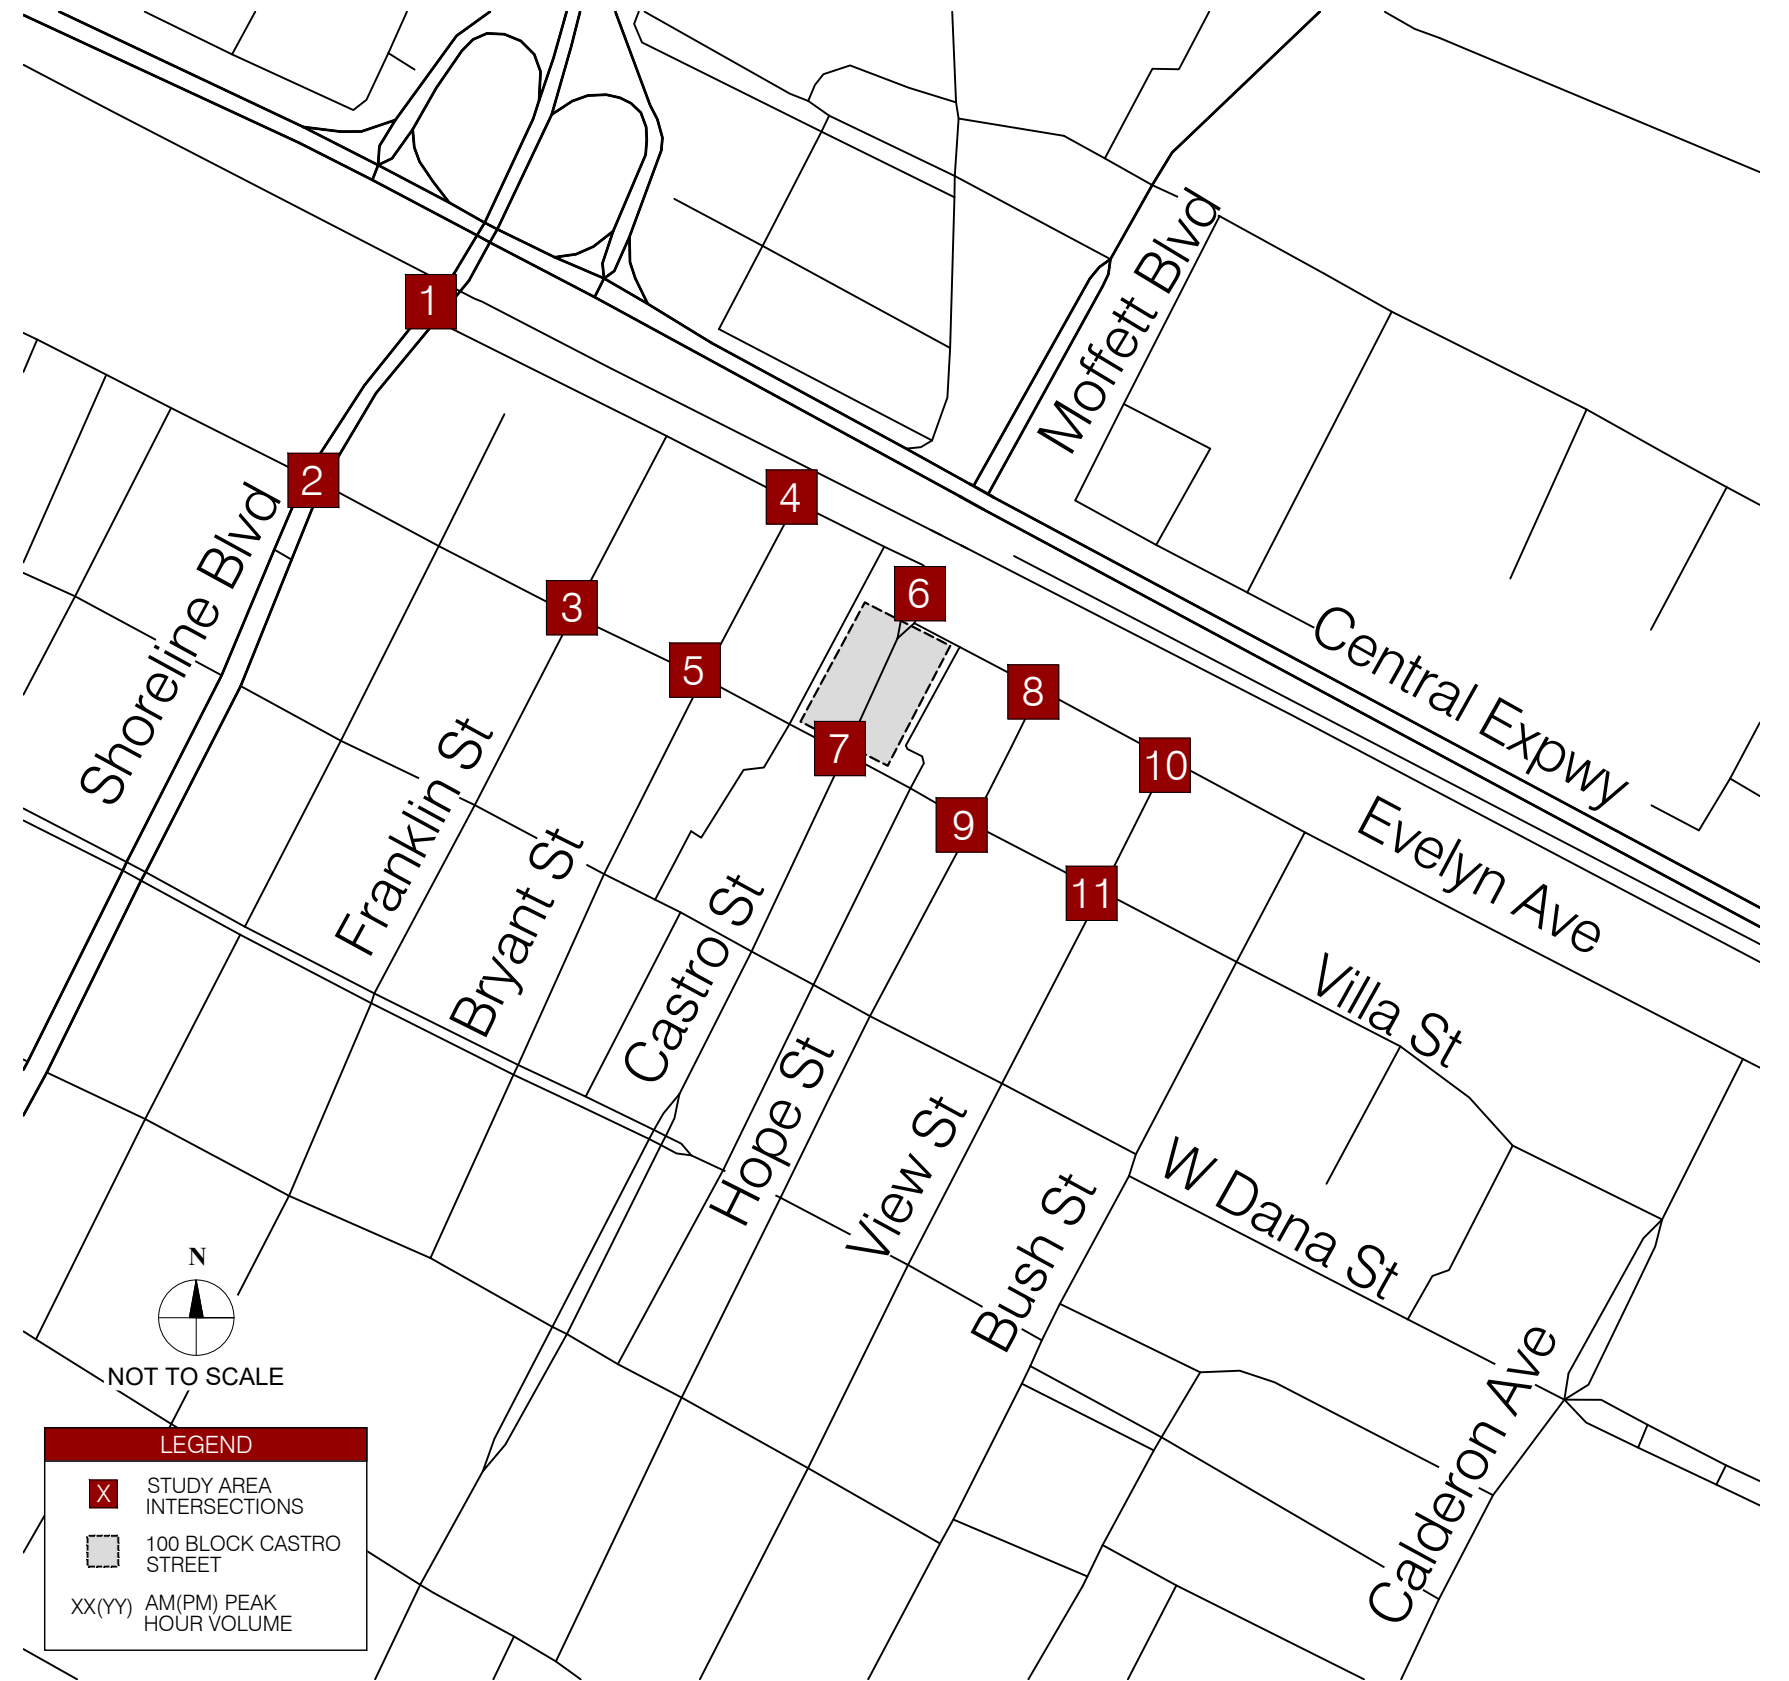 Moffett Blvd
1
2
4
3
6
5
8
7
10
9
11
Shoreline Blvd
Central Expwy
Evelyn Ave
Franklin St
Bryant St
Castro St
Villa St
Hope St
View St
W Dana St
Bush St
Calderon Ave
N
NOT TO SCALE
LEGEND
X
STUDY AREA
INTERSECTIONS
100 BLOCK CASTRO
STREET
XX(YY) AM(PM) PEAK
HOUR VOLUME